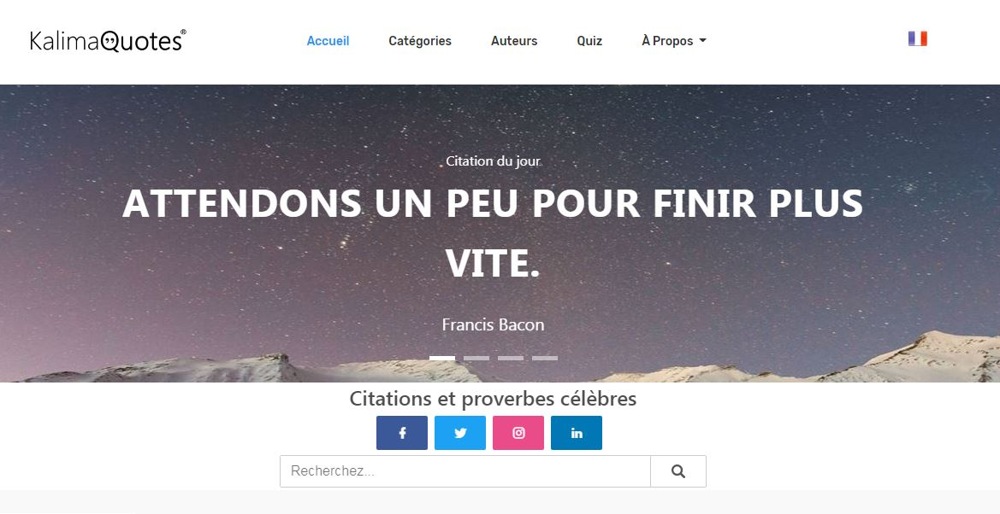 KalimaQuotes®
Accueil Catégories Auteurs Quiz À Propos
Citation du jour
ATTENDONS UN PEU POUR FINIR PLUS
VITE.
Francis Bacon
Citations et proverbes célèbres
Recherchez...